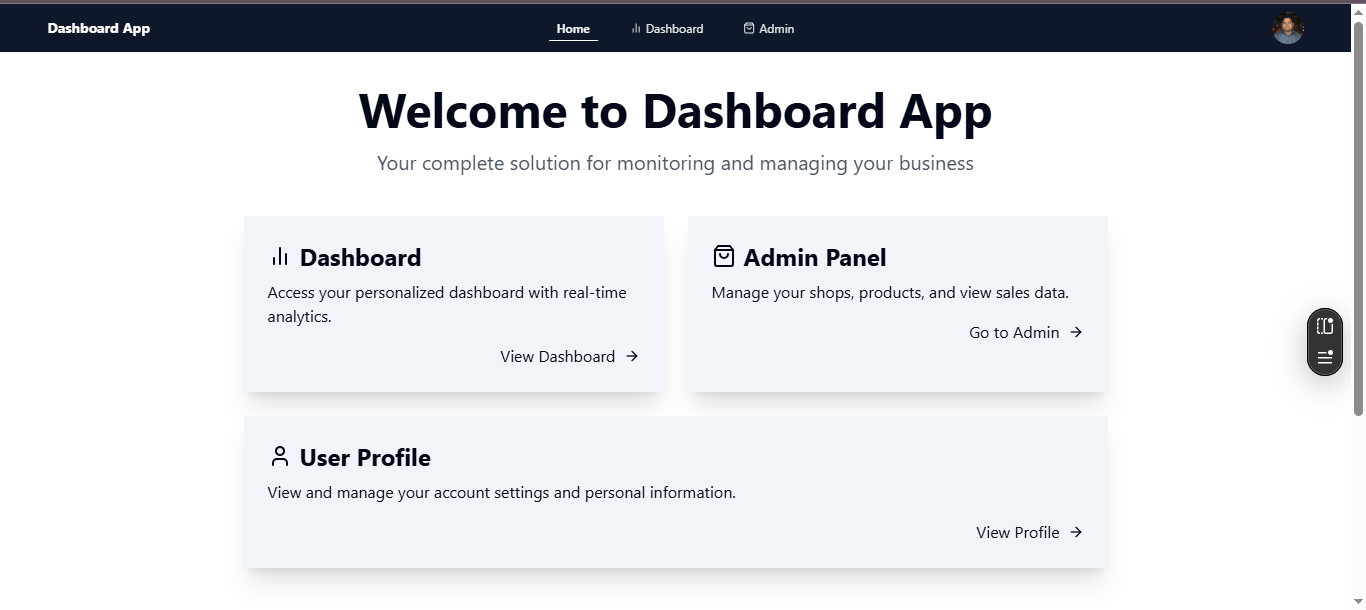 Dashboard App
Home
Dashboard
Admin
Welcome to Dashboard App
Your complete solution for monitoring and managing your business
Dashboard
Access your personalized dashboard with real-time
analytics.
View Dashboard
Admin Panel
Manage your shops, products, and view sales data.
Go to Admin
User Profile
View and manage your account settings and personal information.
View Profile